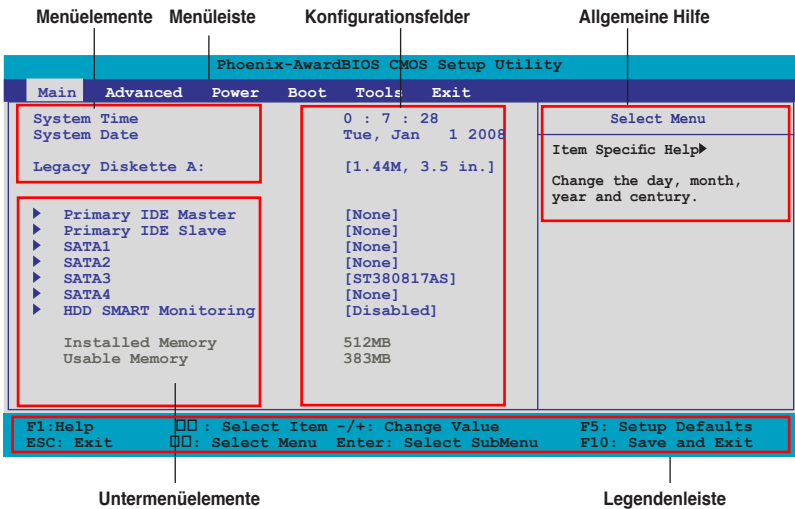 Menüelemente Menüleiste Konfigurationsfelder Allgemeine Hilfe
Phoenix-AwardBIOS CMOS Setup Utility
Main Advanced Power Boot Tools Exit
System Time 0 : 7 : 28
System Date Tue, Jan 1 2008
Legacy Diskette A: [1.44M, 3.5 in.]
Primary IDE Master [None]
Primary IDE Slave [None]
SATA1 [None]
SATA2 [None]
SATA3 [ST380817AS]
SATA4 [None]
HDD SMART Monitoring [Disabled]
Installed Memory 512MB
Usable Memory 383MB
Select Menu
Item Specific Help
Change the day, month,
year and century.
F1:Help : Select Item -/+: Change Value F5: Setup Defaults
ESC: Exit : Select Menu Enter: Select SubMenu F10: Save and Exit
Untermenüelemente Legendenleiste